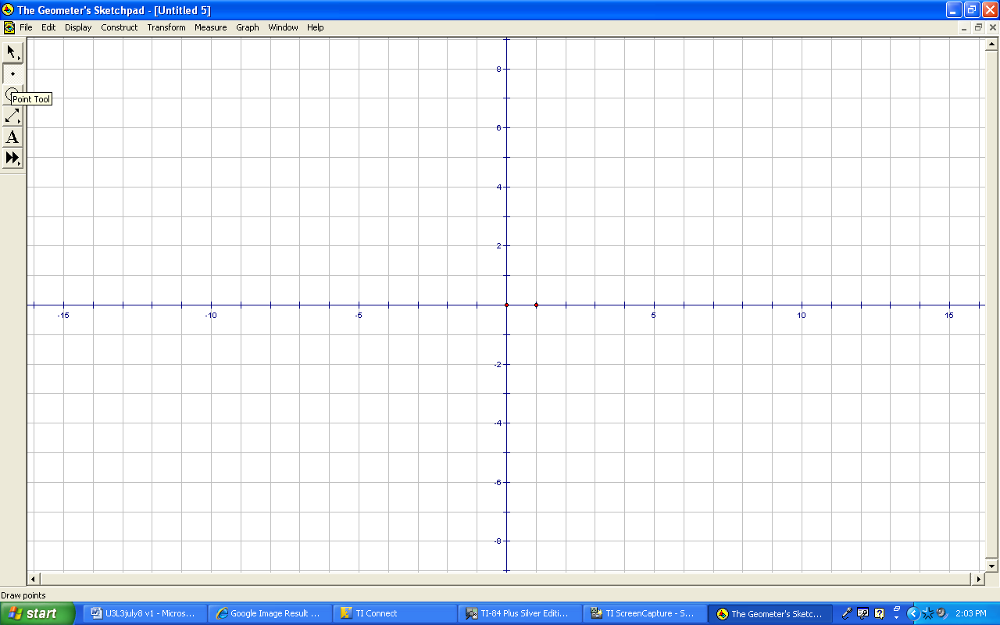 The Geometer's Sketchpad - [Untitled 5]
File Edit Display Construct Transform Measure Graph Window Help
Point Tool
A
8
6
4
2
-15 -10 -5 5 10 15
-2
-4
-6
-8
Draw points
start U3L3july8 v1 - Micros... Google Image Result ... TI Connect TI-84 Plus Silver Editi... TI ScreenCapture - S... The Geometer's Sketc... 2:03 PM